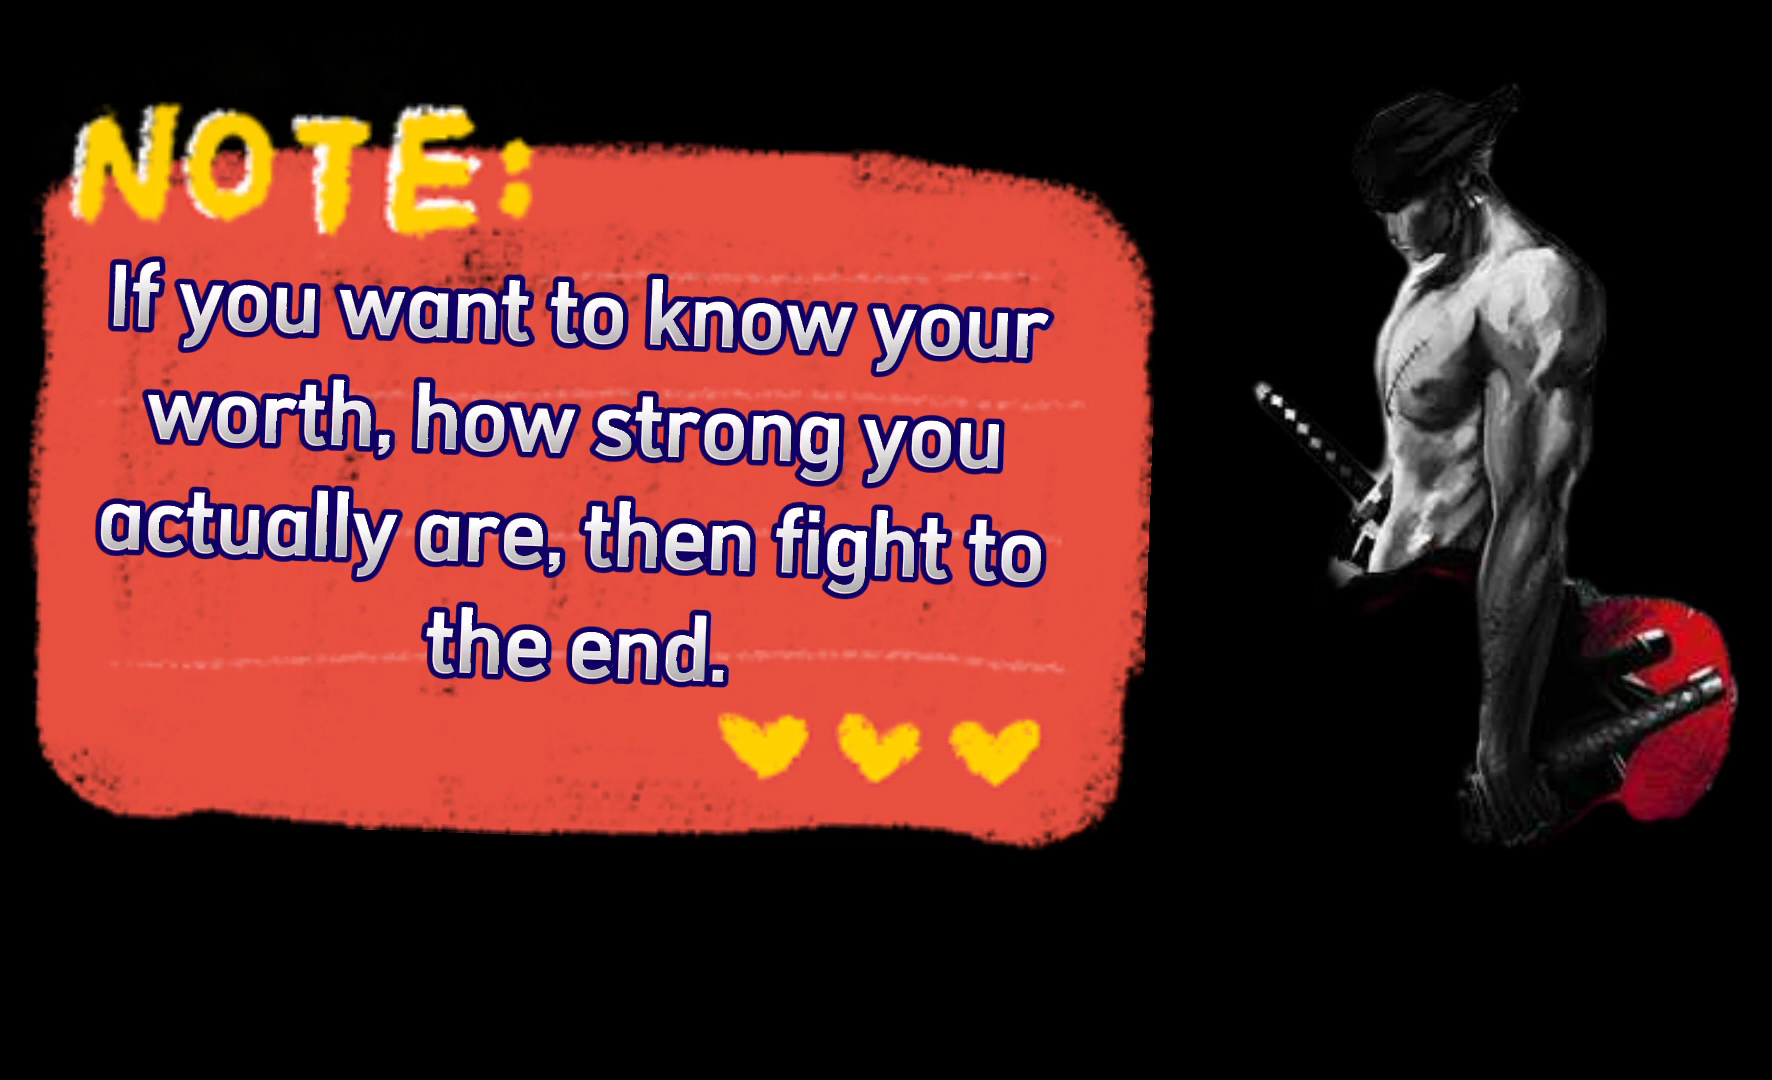 NOTE:
If you want to know your
worth, how strong you
actually are, then fight to
the end.